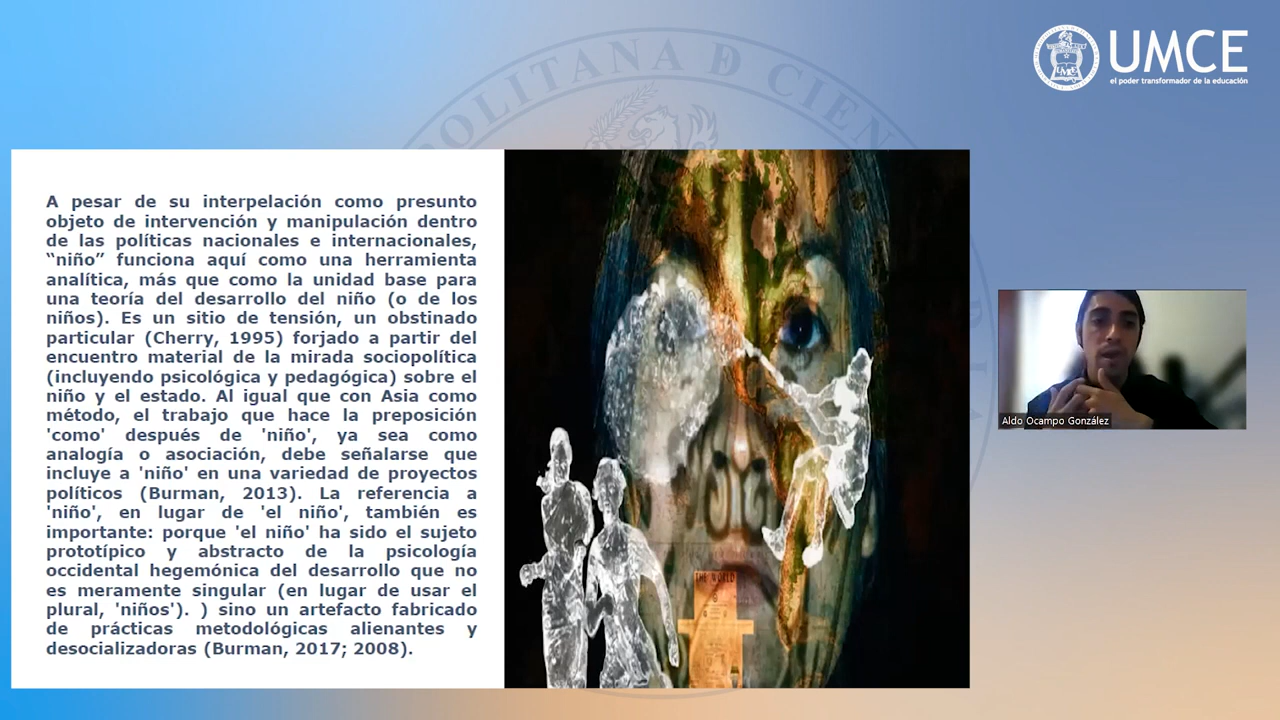 POLITANA Đ CIEN
UMCE
el poder transformador de la educación
A pesar de su interpelación como presunto
objeto de intervención y manipulación dentro
de las políticas nacionales e internacionales,
“niño” funciona aquí como una herramienta
analítica, más que como la unidad base para
una teoría del desarrollo del niño (o de los
niños). Es un sitio de tensión, un obstinado
particular (Cherry, 1995) forjado a partir del
encuentro material de la mirada sociopolítica
(incluyendo psicológica y pedagógica) sobre el
niño y el estado. Al igual que con Asia como
método, el trabajo que hace la preposición
'como' después de 'niño', ya sea como
analogía o asociación, debe señalarse que
incluye a 'niño' en una variedad de proyectos
políticos (Burman, 2013). La referencia a
'niño', en lugar de 'el niño', también es
importante: porque 'el niño' ha sido el sujeto
prototípico y abstracto de la psicología
occidental hegemónica del desarrollo que no
es meramente singular (en lugar de usar el
plural, 'niños'). ) sino un artefacto fabricado
de prácticas metodológicas alienantes y
desocializadoras (Burman, 2017; 2008).
THE WORLD
Aldo Ocampo González